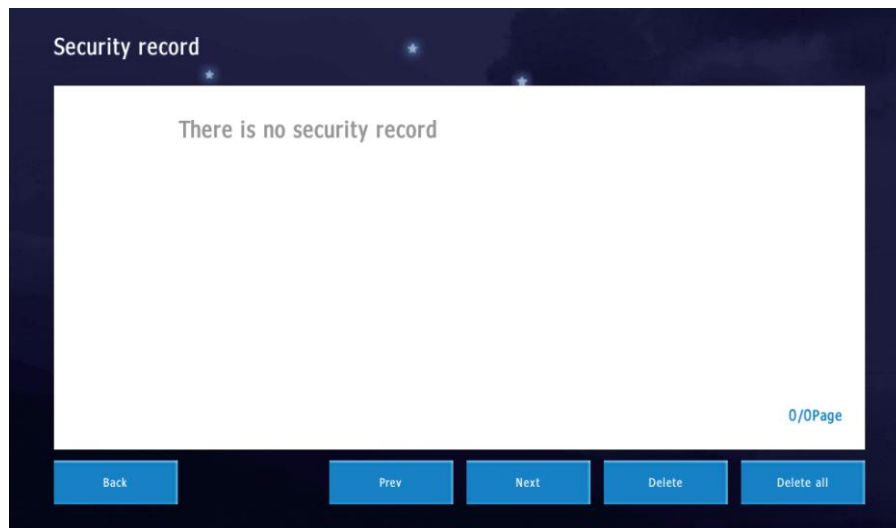 Security record
There is no security record
0/0Page
Back
Prev
Next
Delete
Delete all